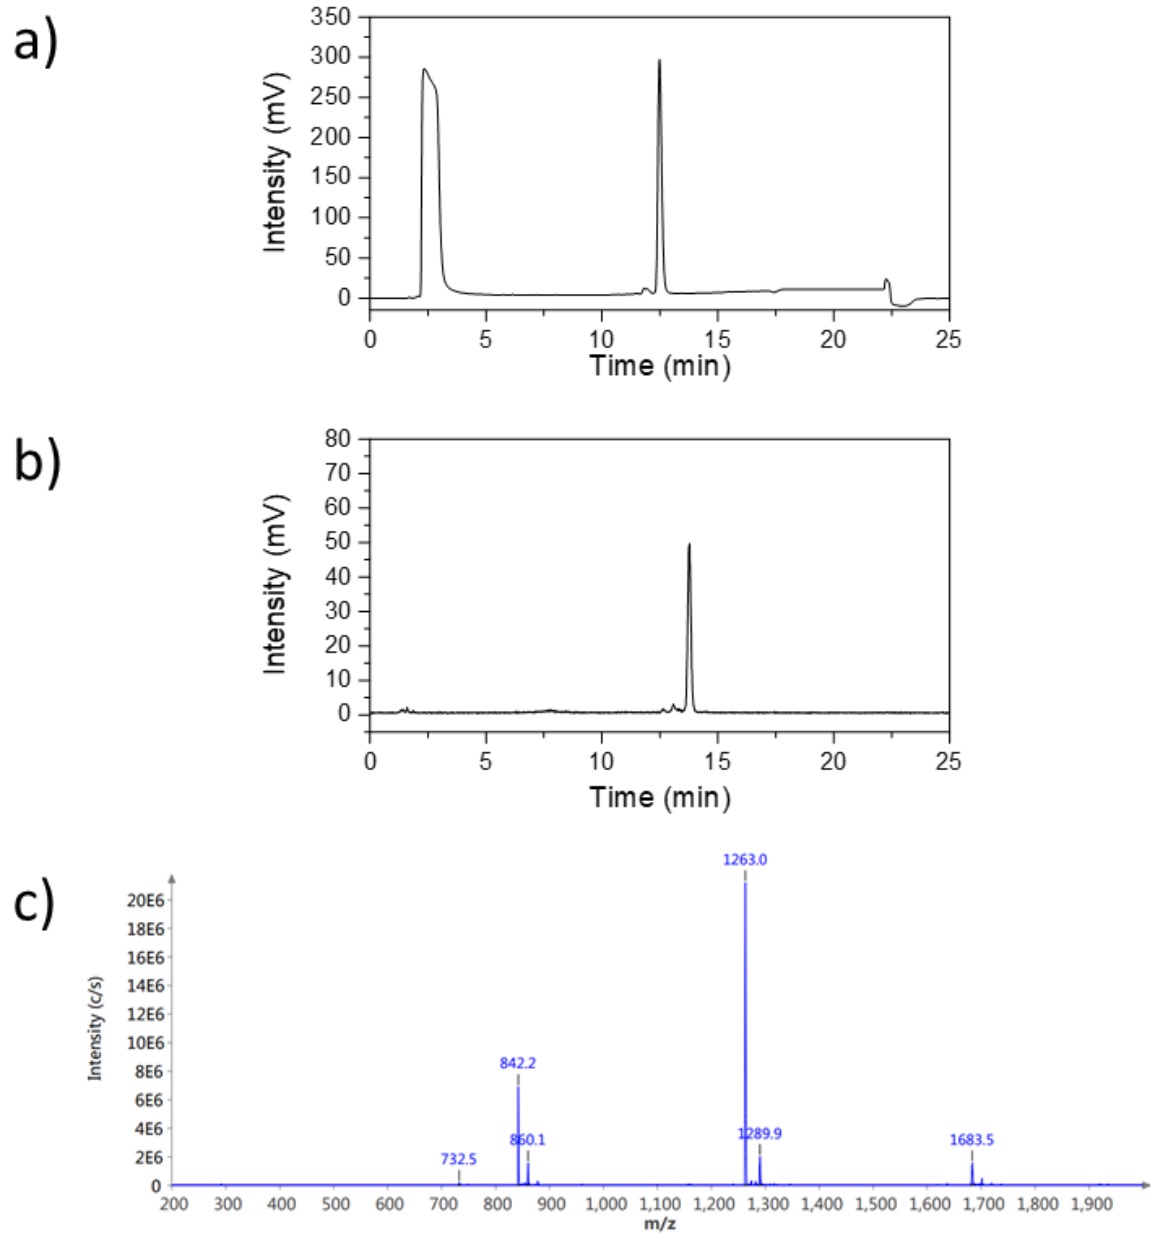 a)
Intensity (mV)
350
300
250
200
150
100
50
0
0 5 10 15 20 25
Time (min)
b)
Intensity (mV)
80
70
60
50
40
30
20
10
0
0 5 10 15 20 25
Time (min)
c)
Intensity (c/s)
20E6
18E6
16E6
14E6
12E6
10E6
8E6
6E6
4E6
2E6
0
1263.0
842.2
860.1
1289.9
732.5
1683.5
200 300 400 500 600 700 800 900 1,000 1,100 1,200 1,300 1,400 1,500 1,600 1,700 1,800 1,900
m/z